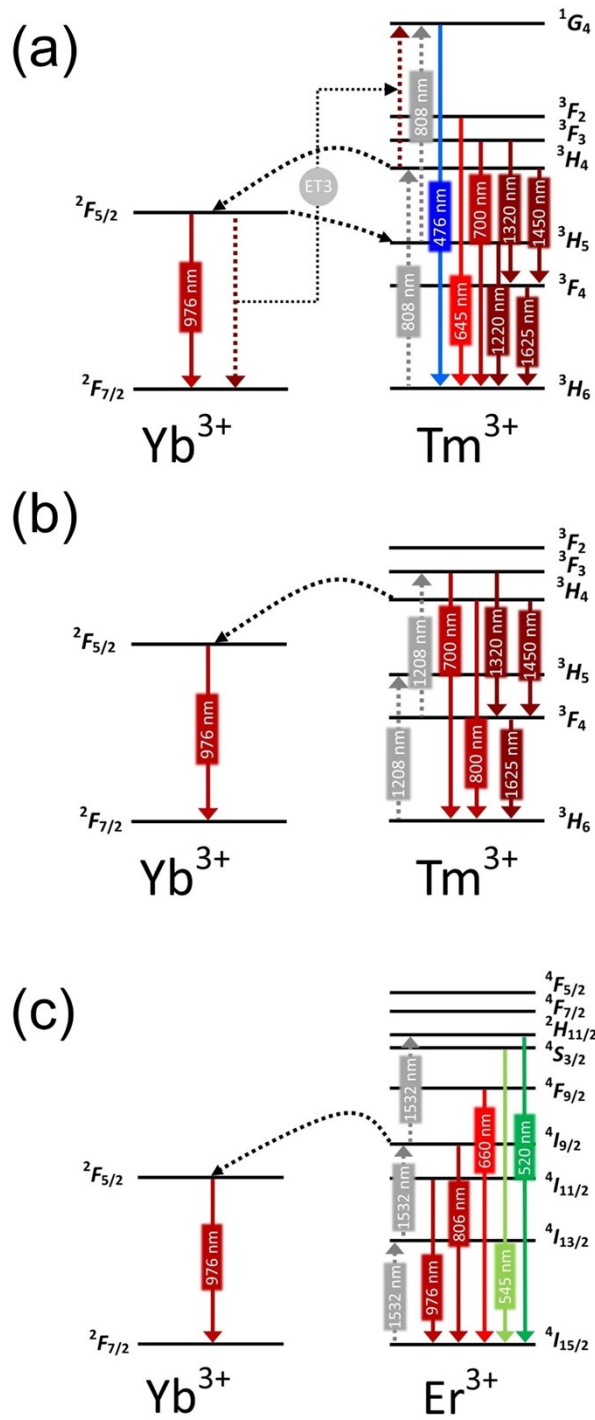 (a)
¹G₄
³F₂
³F₃
³H₄
808 nm
ET3
²F₅/₂
476 nm
700 nm
1320 nm
1450 nm
³H₅
976 nm
808 nm
645 nm
1220 nm
1625 nm
³F₄
²F₇/₂
³H₆
Yb³⁺
Tm³⁺
(b)
³F₂
³F₃
³H₄
²F₅/₂
1208 nm
700 nm
1320 nm
1450 nm
³H₅
976 nm
1208 nm
800 nm
1625 nm
³F₄
²F₇/₂
³H₆
Yb³⁺
Tm³⁺
(c)
⁴F₅/₂
⁴F₇/₂
²H₁₁/₂
⁴S₃/₂
1532 nm
⁴F₉/₂
660 nm
520 nm
⁴I₉/₂
²F₅/₂
1532 nm
806 nm
⁴I₁₁/₂
976 nm
⁴I₁₃/₂
1532 nm
976 nm
545 nm
²F₇/₂
⁴I₁₅/₂
Yb³⁺
Er³⁺